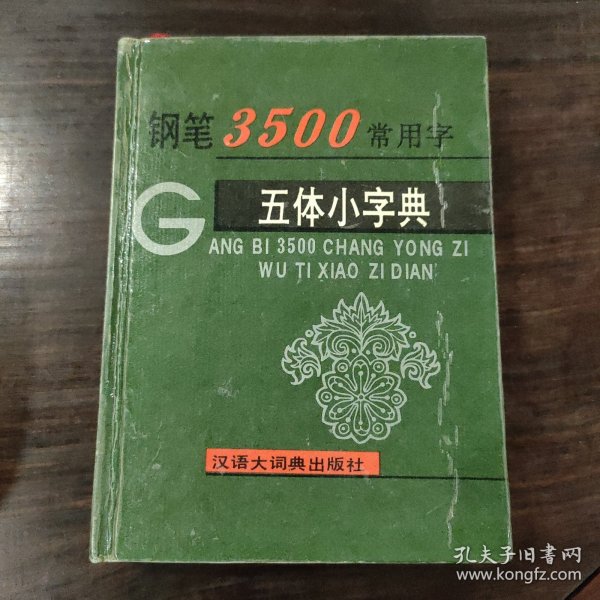 钢笔3500常用字
五体小字典
GANG BI 3500 CHANG YONG ZI
WU TI XIAO ZI DIAN
汉语大词典出版社
孔夫子旧书网
www.kongfz.com